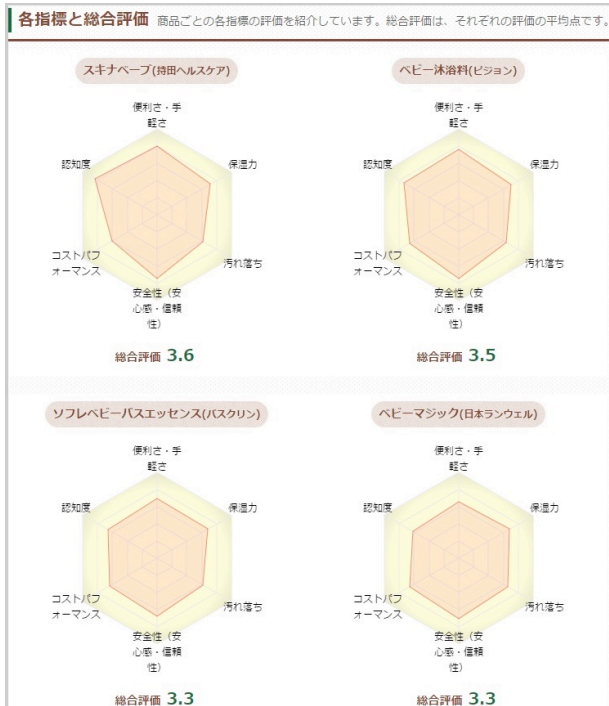 各指標と総合評価 商品ごとの各指標の評価を紹介しています。総合評価は、それぞれの評価の平均点です。
スキナベーブ(持田ヘルスケア)
便利さ・手
軽さ
認知度
保湿力
コストパフ
ォーマンス
汚れ落ち
安全性（安
心感・信頼
性）
総合評価 3.6
ベビー沐浴料(ピジョン)
便利さ・手
軽さ
認知度
保湿力
コストパフ
ォーマンス
汚れ落ち
安全性（安
心感・信頼
性）
総合評価 3.5
ソフレベビーバスエッセンス(バスクリン)
便利さ・手
軽さ
認知度
保湿力
コストパフ
ォーマンス
汚れ落ち
安全性（安
心感・信頼
性）
総合評価 3.3
ベビーマジック(日本ランウェル)
便利さ・手
軽さ
認知度
保湿力
コストパフ
ォーマンス
汚れ落ち
安全性（安
心感・信頼
性）
総合評価 3.3